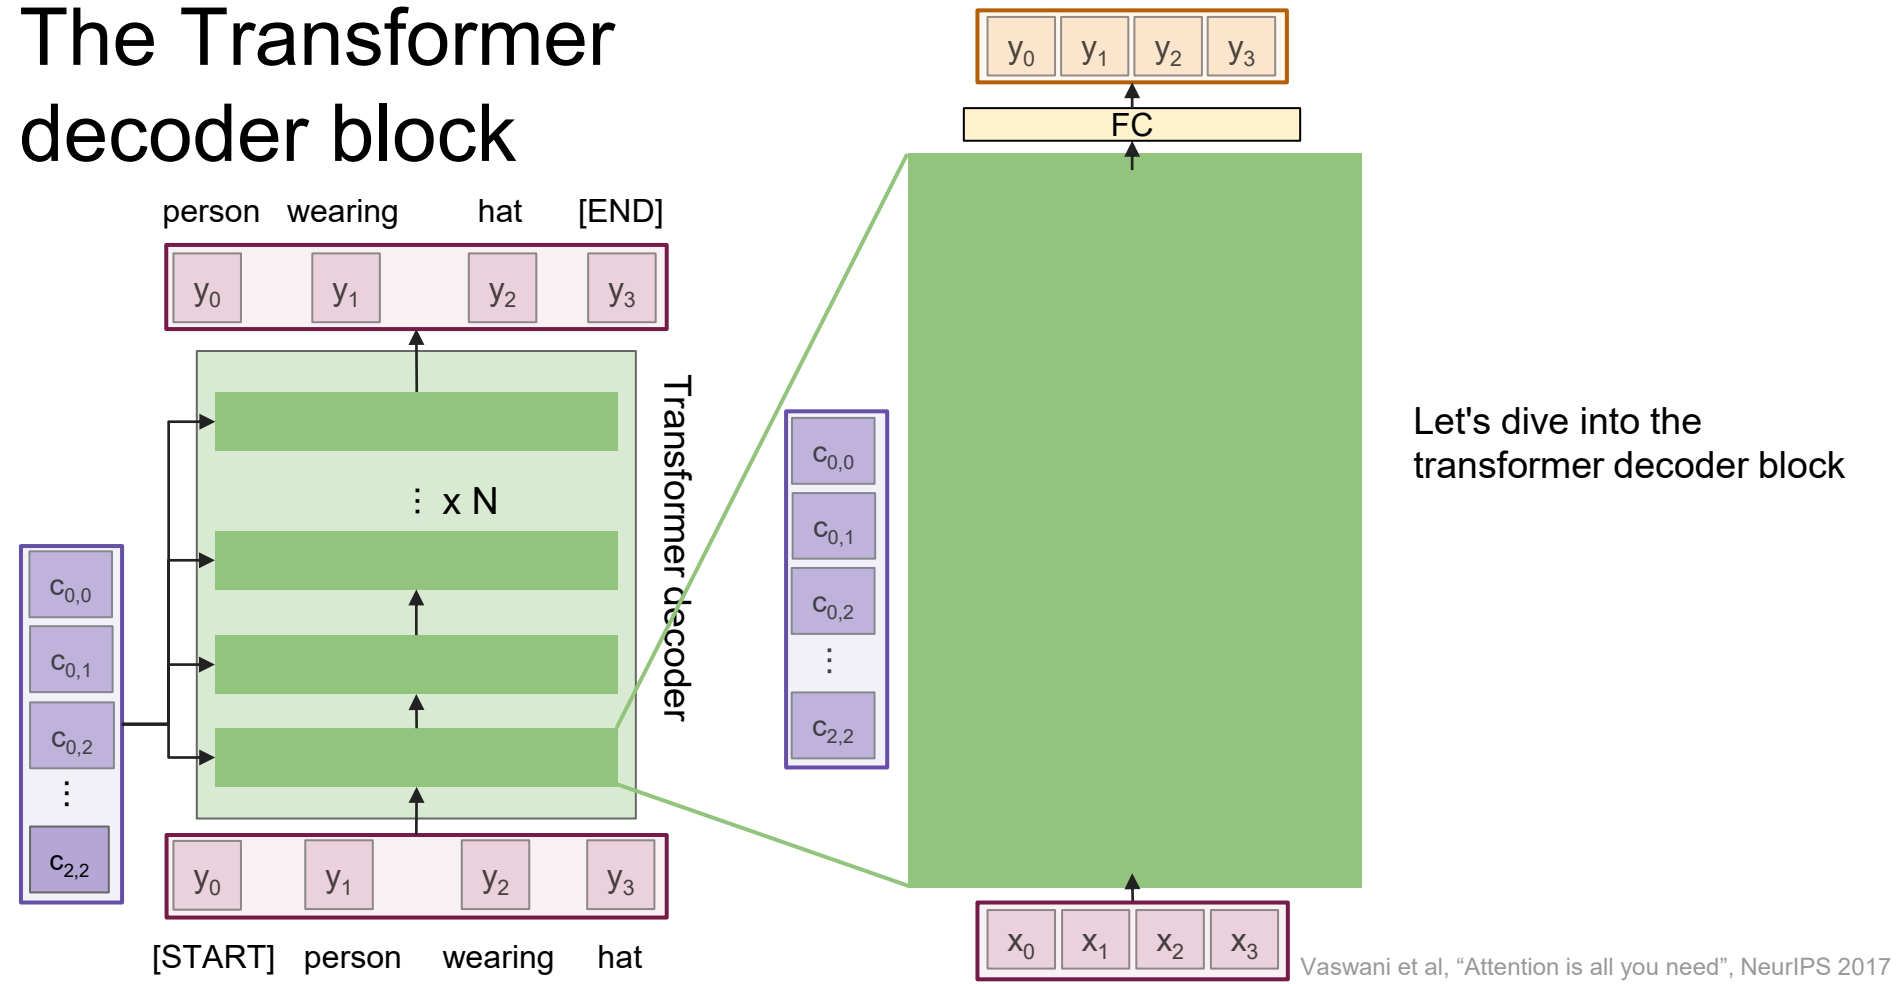 The Transformer
decoder block
person wearing hat [END]
y0 y1 y2 y3
Transformer decoder
⋮ x N
c0,0
c0,1
c0,2
⋮
c2,2
y0 y1 y2 y3
[START] person wearing hat
y0 y1 y2 y3
FC
c0,0
c0,1
c0,2
⋮
c2,2
x0 x1 x2 x3
Let's dive into the
transformer decoder block
Vaswani et al, “Attention is all you need”, NeurIPS 2017